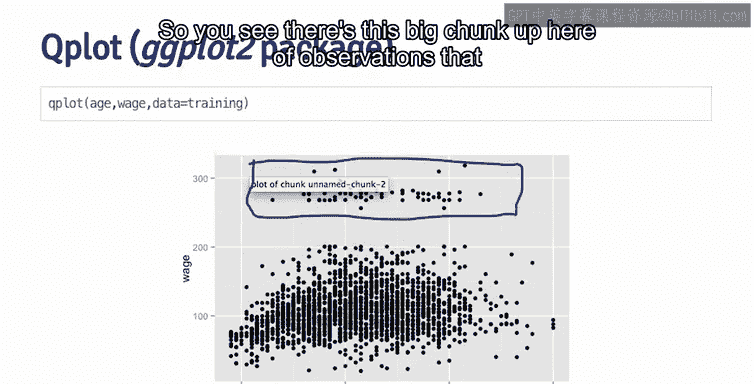 So you see there's this big chunk up here
of observations that
Qplot (ggplot2 package)
qplot(age,wage,data=training)
plot of chunk unnamed-chunk-2
300
200
100
wage